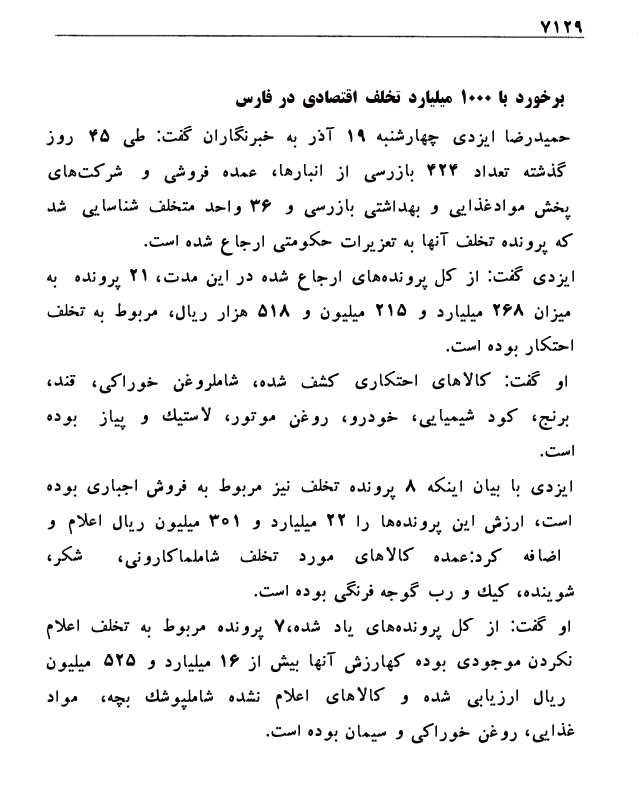 ۷۱۲۹
برخورد با ۱۰۰۰ میلیارد تخلف اقتصادی در فارس
حمیدرضا ایزدی چهارشنبه ۱۹ آذر به خبرنگاران گفت: طی ۴۵ روز
گذشته تعداد ۴۲۴ بازرسی از انبارها، عمده فروشی و شرکت‌های
پخش موادغذایی و بهداشتی بازرسی و ۳۶ واحد متخلف شناسایی شد
که پرونده تخلف آنها به تعزیرات حکومتی ارجاع شده است.
ایزدی گفت: از کل پرونده‌های ارجاع شده در این مدت، ۲۱ پرونده به
میزان ۲۶۸ میلیارد و ۲۱۵ میلیون و ۵۱۸ هزار ریال، مربوط به تخلف
احتکار بوده است.
او گفت: کالاهای احتکاری کشف شده، شاملروغن خوراکی، قند،
برنج، کود شیمیایی، خودرو، روغن موتور، لاستیك و پیاز بوده
است.
ایزدی با بیان اینکه ۸ پرونده تخلف نیز مربوط به فروش اجباری بوده
است، ارزش این پرونده‌ها را ۲۲ میلیارد و ۳۵۱ میلیون ریال اعلام و
اضافه کرد:عمده کالاهای مورد تخلف شاملماکارونی، شکر،
شوینده، کیك و رب گوجه فرنگی بوده است.
او گفت: از کل پرونده‌های یاد شده،۷ پرونده مربوط به تخلف اعلام
نکردن موجودی بوده کهارزش آنها بیش از ۱۶ میلیارد و ۵۲۵ میلیون
ریال ارزیابی شده و کالاهای اعلام نشده شاملپوشك بچه، مواد
غذایی، روغن خوراکی و سیمان بوده است.